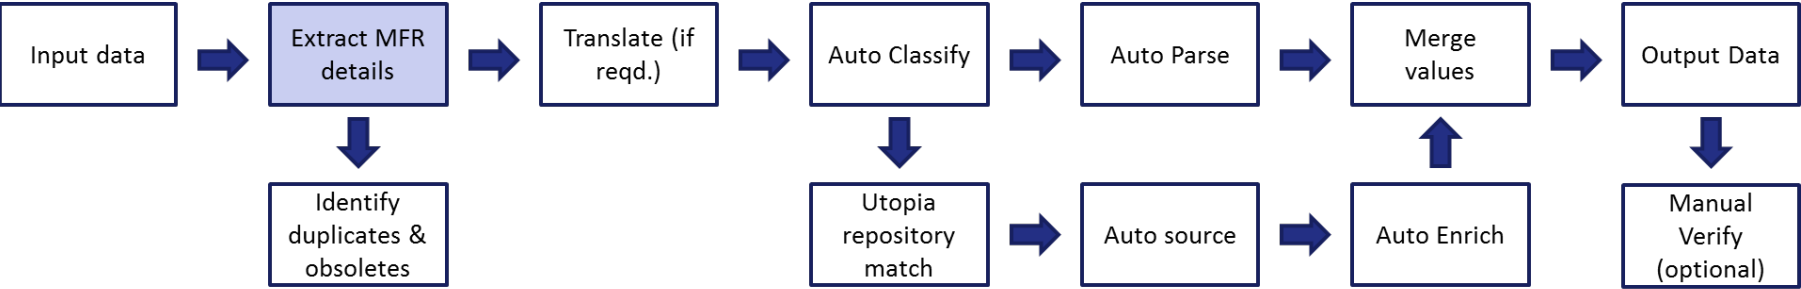 Input data
Extract MFR
details
Translate (if
reqd.)
Auto Classify
Auto Parse
Merge
values
Output Data
Identify
duplicates &
obsoletes
Utopia
repository
match
Auto source
Auto Enrich
Manual
Verify
(optional)